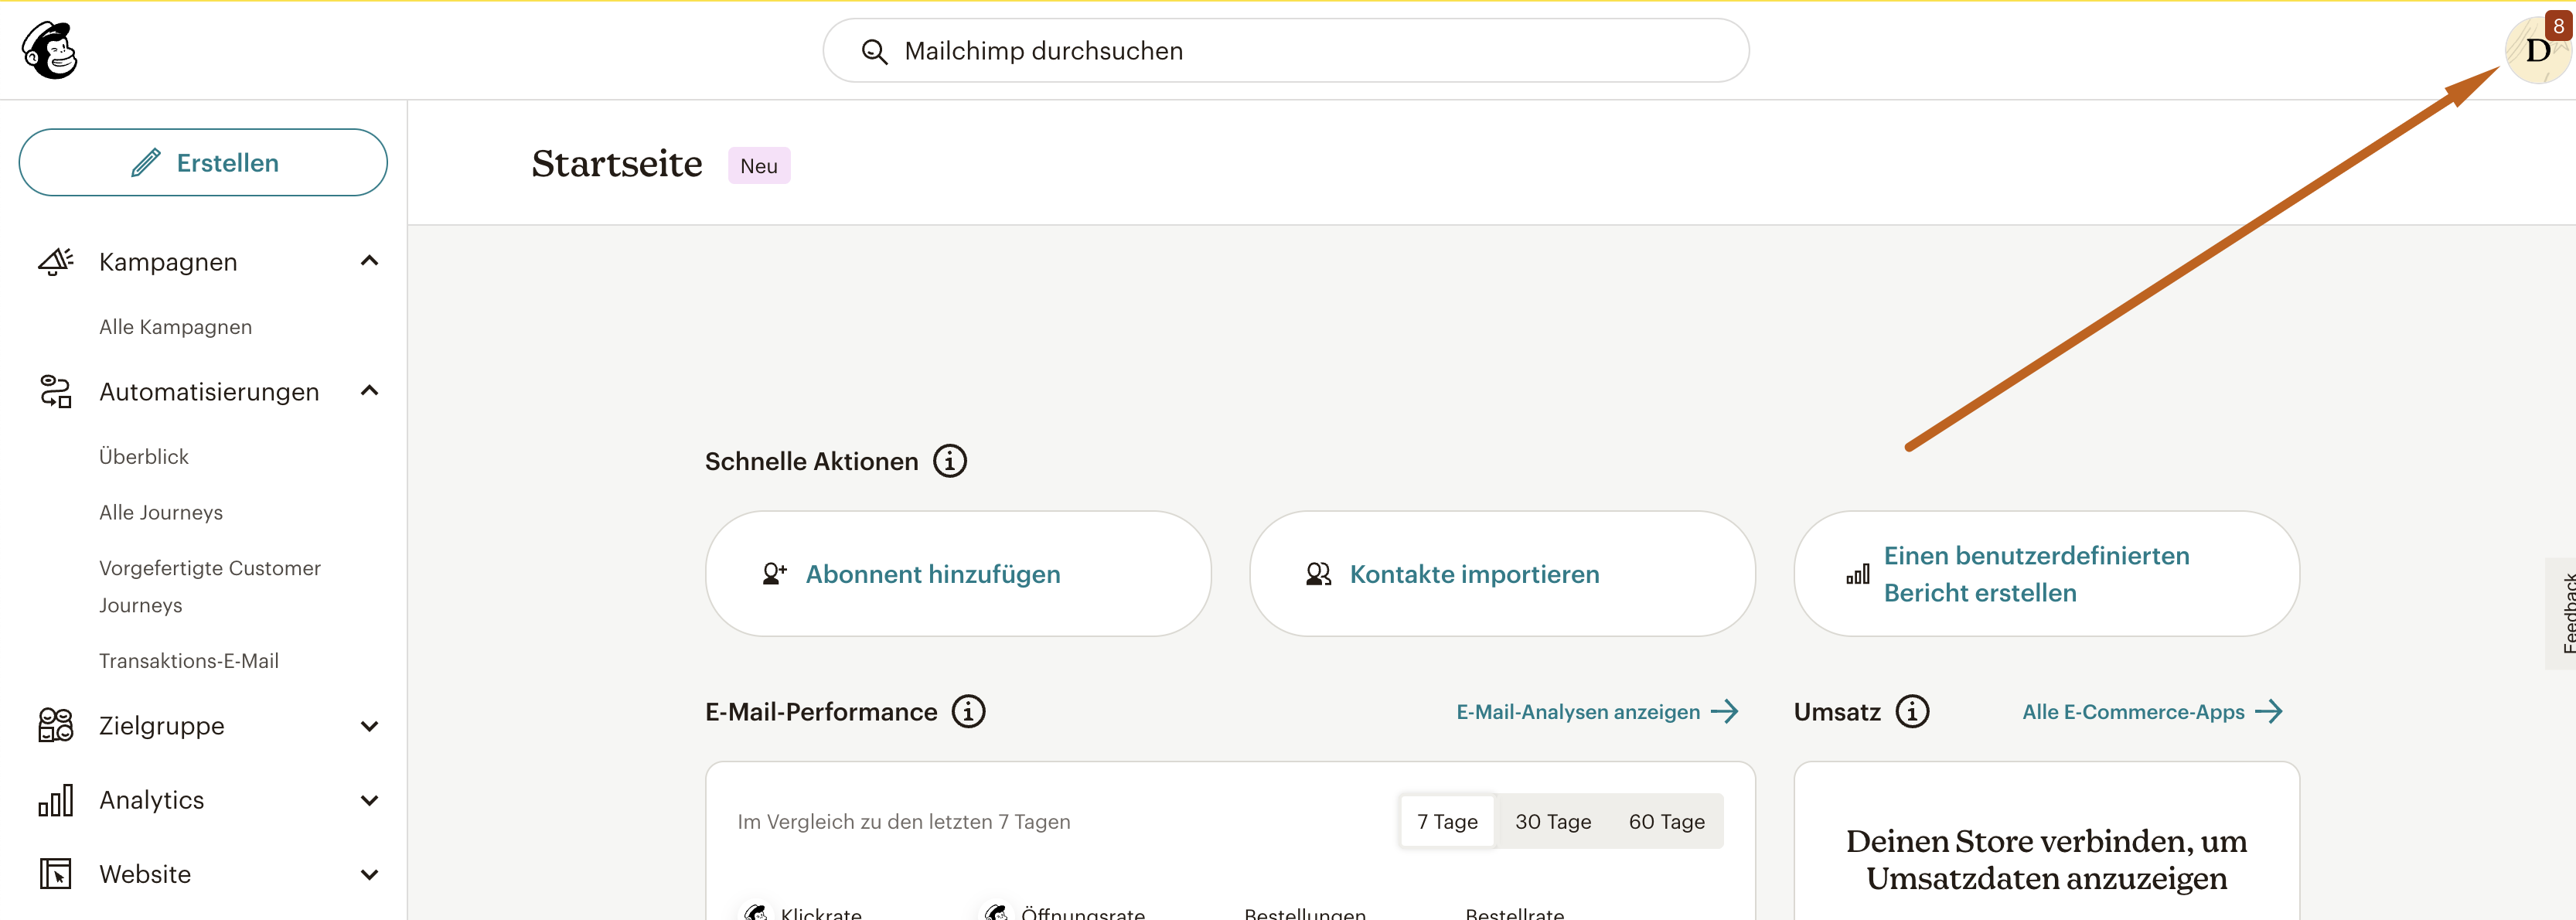 Mailchimp durchsuchen
8
D
Erstellen
Startseite
Neu
Kampagnen
Alle Kampagnen
Automatisierungen
Überblick
Alle Journeys
Vorgefertigte Customer
Journeys
Transaktions-E-Mail
Zielgruppe
Analytics
Website
Schnelle Aktionen
Abonnent hinzufügen
Kontakte importieren
Einen benutzerdefinierten
Bericht erstellen
Feedback
E-Mail-Performance
E-Mail-Analysen anzeigen
Umsatz
Alle E-Commerce-Apps
Im Vergleich zu den letzten 7 Tagen
7 Tage
30 Tage
60 Tage
Deinen Store verbinden, um
Umsatzdaten anzuzeigen
Klickrate
Öffnungsrate
Bestellungen
Bestellrate